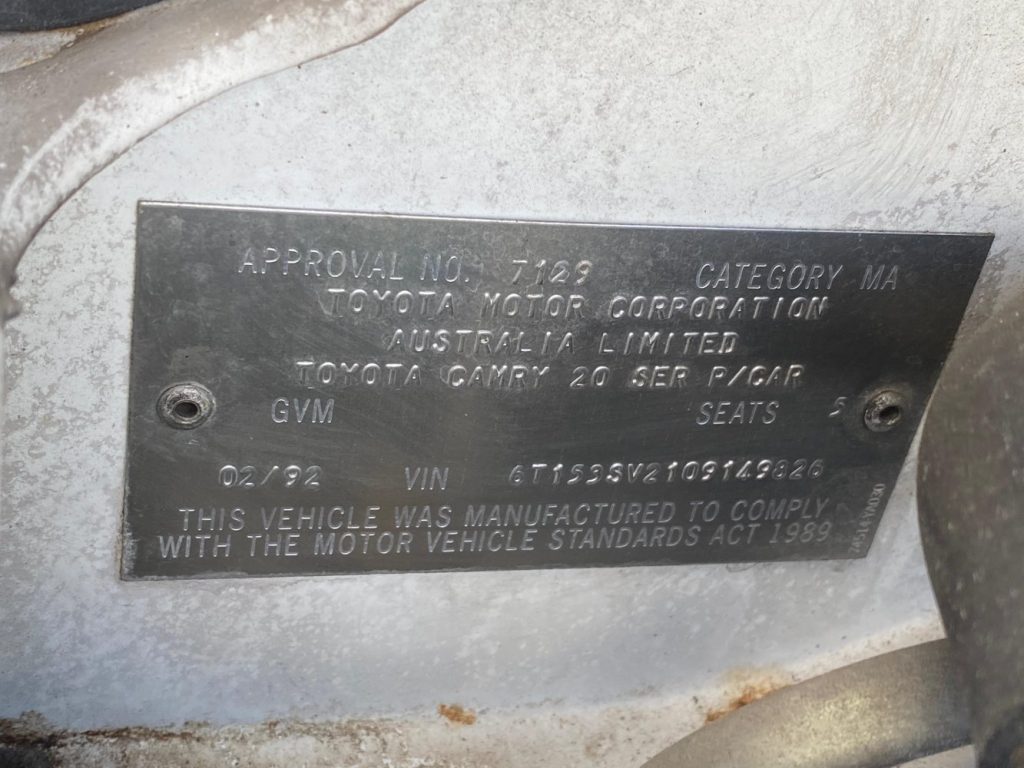 APPROVAL NO. 7129 CATEGORY MA
TOYOTA MOTOR CORPORATION
AUSTRALIA LIMITED
TOYOTA CAMRY 20 SER P/CAR
GVM SEATS 5
02/92 VIN 6T153SV2109149826
THIS VEHICLE WAS MANUFACTURED TO COMPLY
WITH THE MOTOR VEHICLE STANDARDS ACT 1989